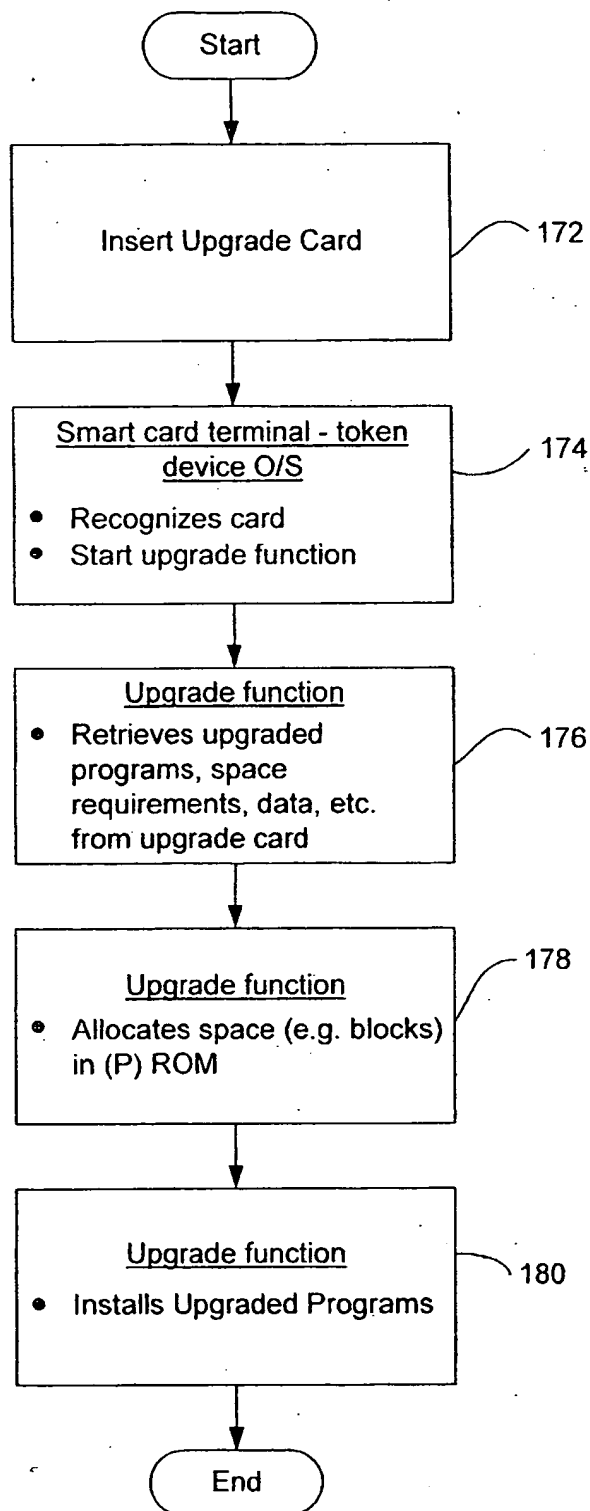 Start
Insert Upgrade Card
172
Smart card terminal - token
device O/S
• Recognizes card
• Start upgrade function
174
Upgrade function
• Retrieves upgraded
programs, space
requirements, data, etc.
from upgrade card
176
Upgrade function
• Allocates space (e.g. blocks)
in (P) ROM
178
Upgrade function
• Installs Upgraded Programs
180
End